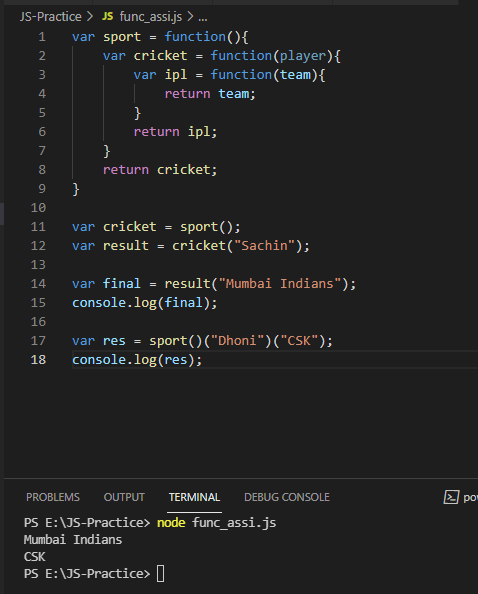 JS-Practice > JS func_assi.js > ...
1 var sport = function(){
2     var cricket = function(player){
3         var ipl = function(team){
4             return team;
5         }
6         return ipl;
7     }
8     return cricket;
9 }
10
11 var cricket = sport();
12 var result = cricket("Sachin");
13
14 var final = result("Mumbai Indians");
15 console.log(final);
16
17 var res = sport()("Dhoni")("CSK");
18 console.log(res);
PROBLEMS OUTPUT TERMINAL DEBUG CONSOLE pow
PS E:\JS-Practice> node func_assi.js
Mumbai Indians
CSK
PS E:\JS-Practice>